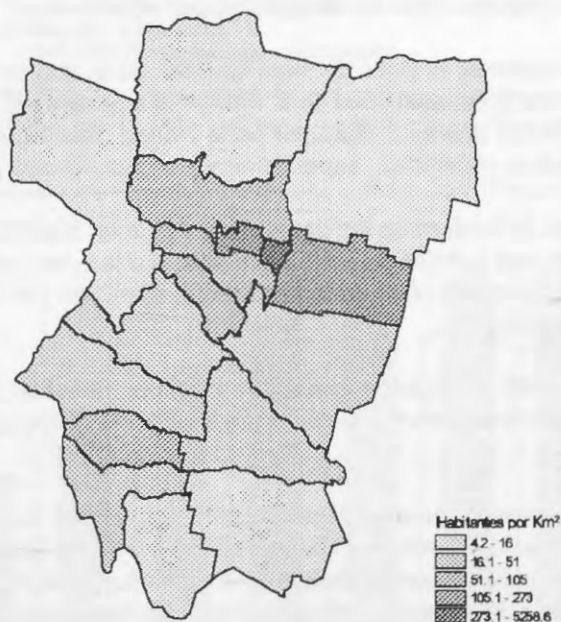 Habitantes por Km²
4.2 - 16
16.1 - 51
51.1 - 105
105.1 - 273
273.1 - 5258.6